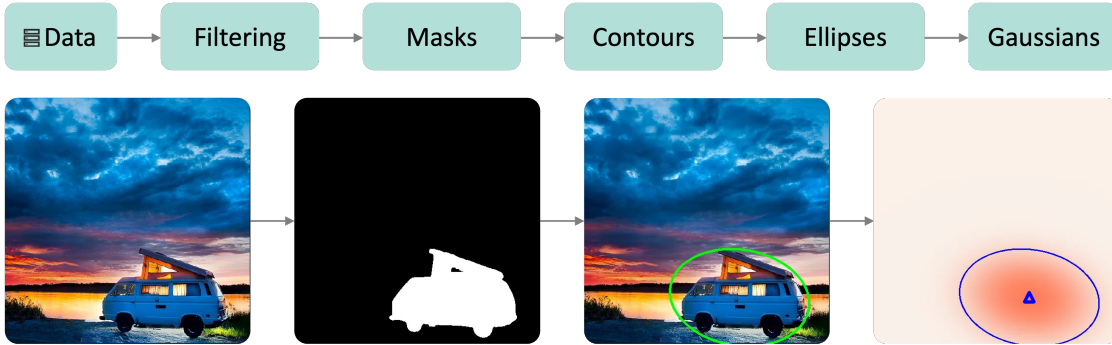 Data
Filtering
Masks
Contours
Ellipses
Gaussians